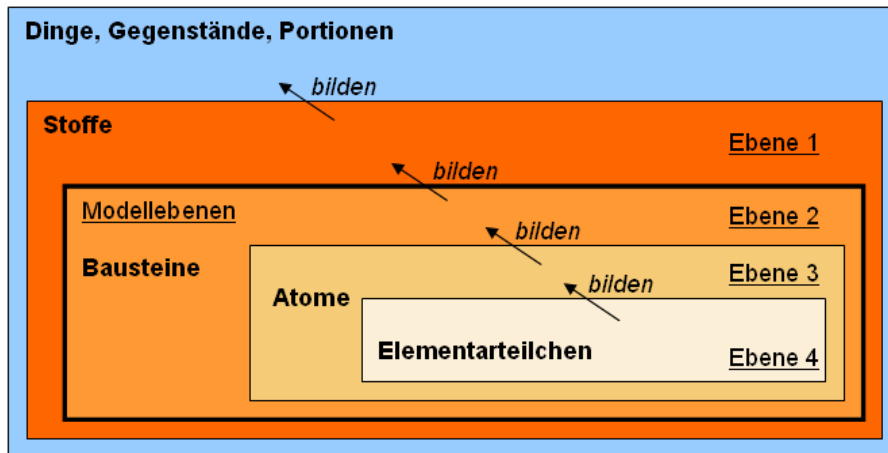 Dinge, Gegenstände, Portionen
bilden
Stoffe
Ebene 1
bilden
Modellebenen
Ebene 2
bilden
Bausteine
Ebene 3
bilden
Atome
Elementarteilchen
Ebene 4